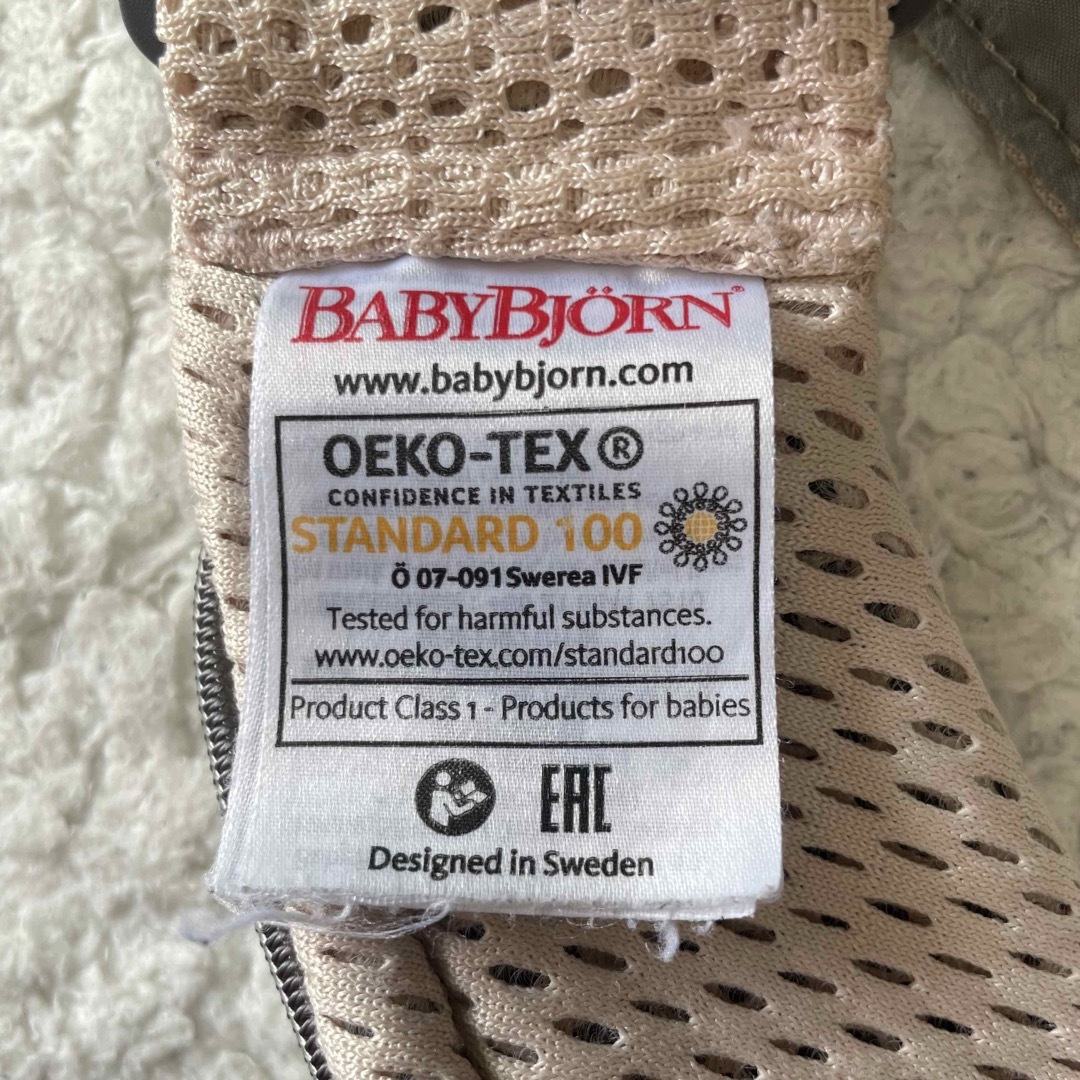 BABYBJÖRN®
www.babybjorn.com
OEKO-TEX®
CONFIDENCE IN TEXTILES
STANDARD 100
Ö 07-091 Swerea IVF
Tested for harmful substances.
www.oeko-tex.com/standard100
Product Class 1 - Products for babies
EAC
Designed in Sweden